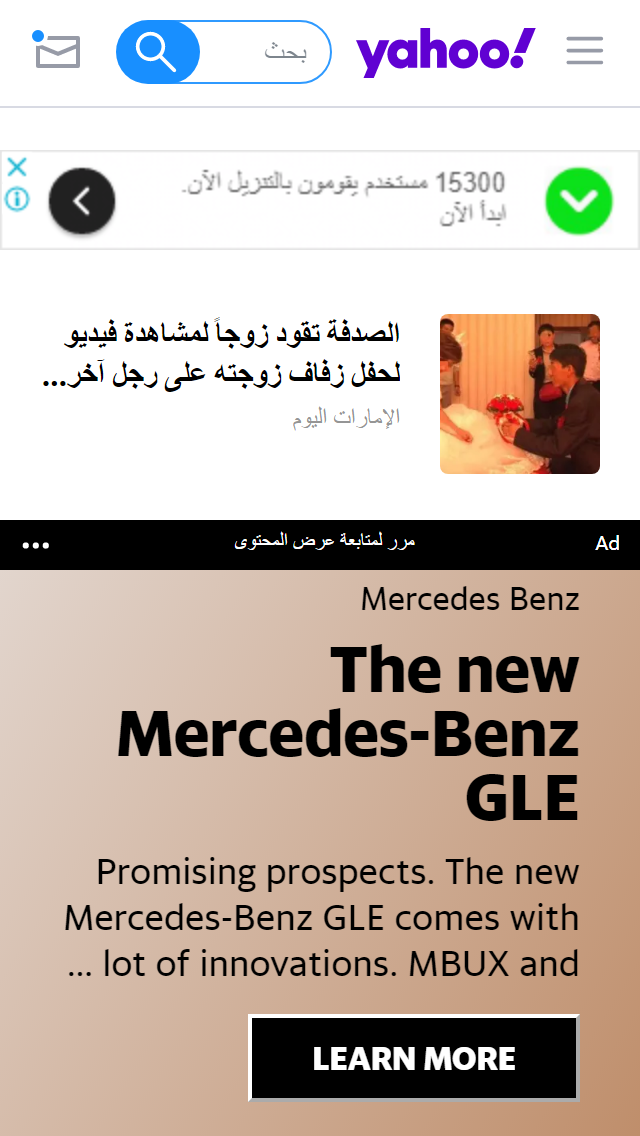 yahoo!
بحث
15300 مستخدم يقومون بالتنزيل الآن.
ابدأ الآن
الصدفة تقود زوجاً لمشاهدة فيديو
لحفل زفاف زوجته على رجل آخر...
الإمارات اليوم
Ad
مرر لمتابعة عرض المحتوى
Mercedes Benz
The new
Mercedes-Benz
GLE
Promising prospects. The new
Mercedes-Benz GLE comes with
... lot of innovations. MBUX and
LEARN MORE